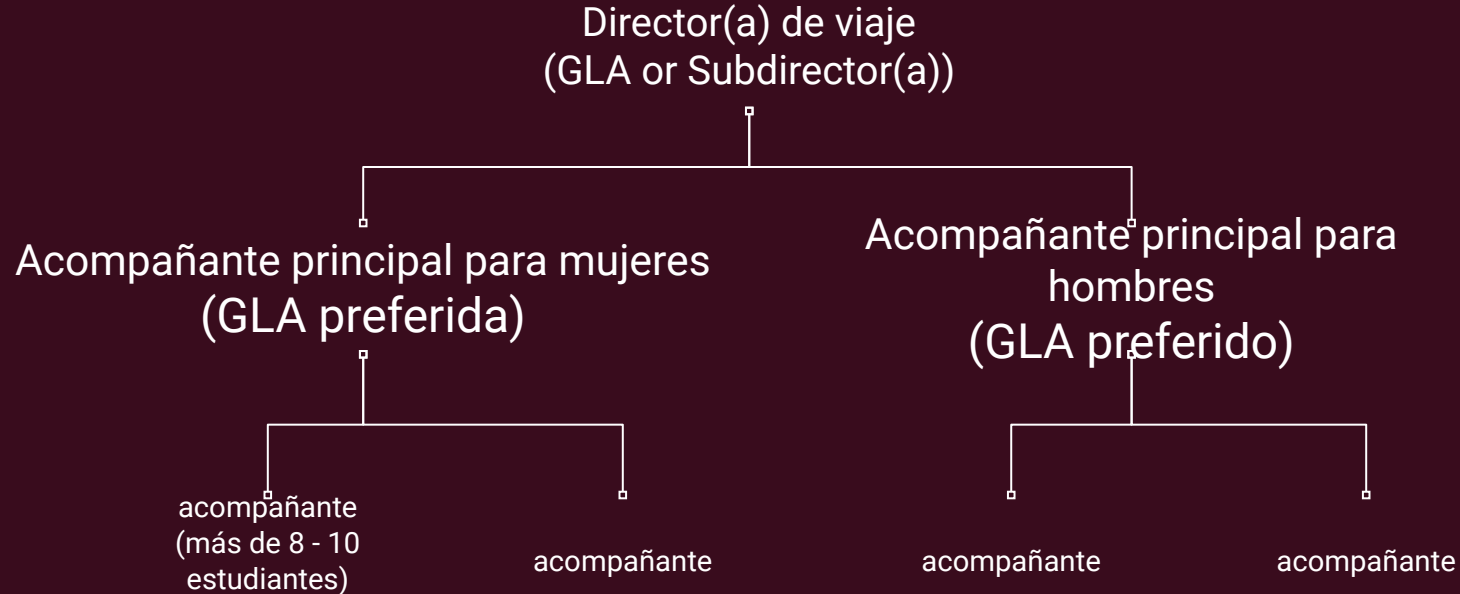 Director(a) de viaje
(GLA or Subdirector(a))
Acompañante principal para mujeres
(GLA preferida)
Acompañante principal para
hombres
(GLA preferido)
acompañante
(más de 8 - 10
estudiantes)
acompañante
acompañante
acompañante